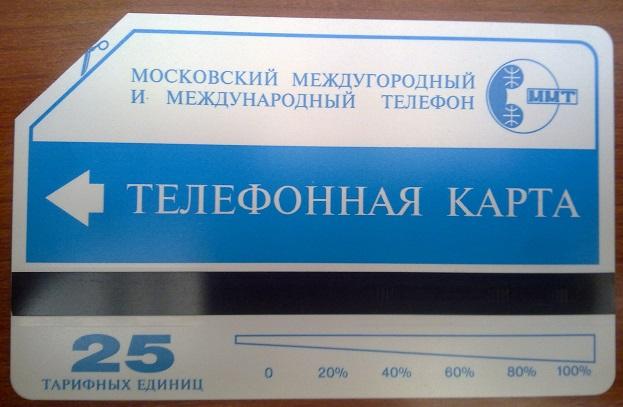 МОСКОВСКИЙ МЕЖДУГОРОДНЫЙ
И МЕЖДУНАРОДНЫЙ ТЕЛЕФОН
ММТ
ТЕЛЕФОННАЯ КАРТА
25
ТАРИФНЫХ ЕДИНИЦ
0 20% 40% 60% 80% 100%